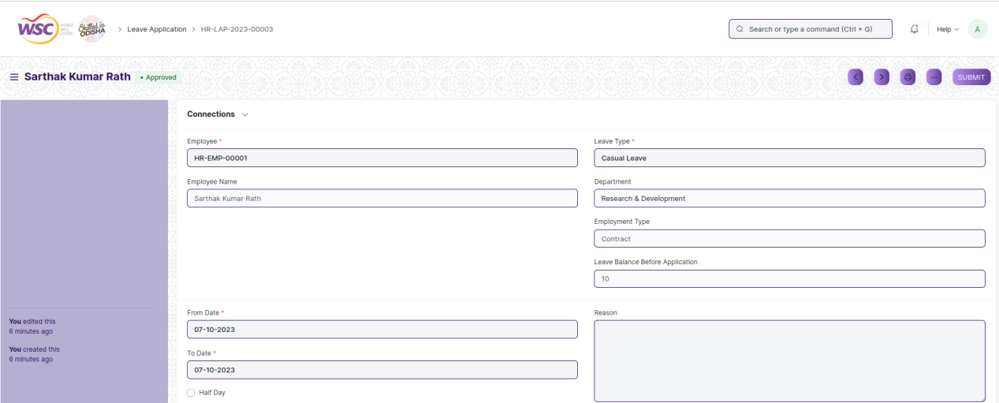 WSC WORLD SKILL CENTER Skilled in ODISHA > Leave Application > HR-LAP-2023-00003 Search or type a command (Ctrl + G) Help A
Sarthak Kumar Rath • Approved SUBMIT
Connections
Employee * Leave Type *
HR-EMP-00001 Casual Leave
Employee Name Department
Sarthak Kumar Rath Research & Development
Employment Type
Contract
Leave Balance Before Application
10
From Date * Reason
07-10-2023
To Date *
07-10-2023
Half Day
You edited this
6 minutes ago
You created this
6 minutes ago